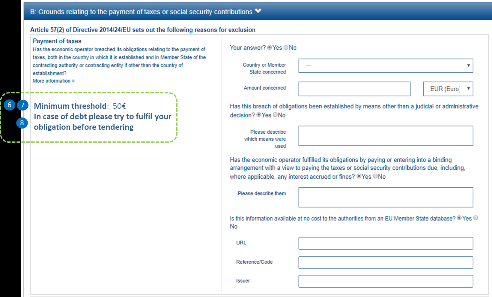 B: Grounds relating to the payment of taxes or social security contributions
Article 57(2) of Directive 2014/24/EU sets out the following reasons for exclusion
Payment of taxes
Has the economic operator breached its obligations relating to the payment of
taxes, both in the country in which it is established and in Member State of the
contracting authority or contracting entity if other than the country of
establishment?
More information »
6 7 Minimum threshold: 50€
In case of debt please try to fulfil your
8 obligation before tendering
Your answer? Yes No
Country or Member
State concerned
---
Amount concerned
EUR (Euro)
Has this breach of obligations been established by means other than a judicial or administrative
decision? Yes No
Please describe
which means were
used
Has the economic operator fulfilled its obligations by paying or entering into a binding
arrangement with a view to paying the taxes or social security contributions due, including,
where applicable, any interest accrued or fines? Yes No
Please describe them
Is this information available at no cost to the authorities from an EU Member State database? Yes
No
URL
Reference/Code
Issuer